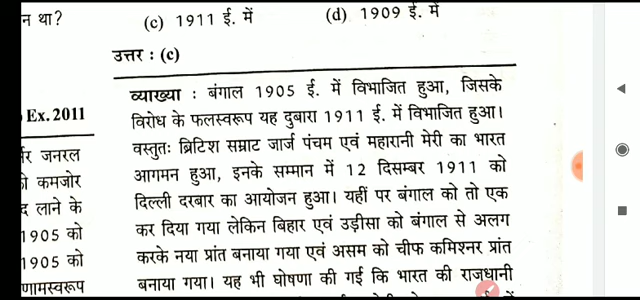 न था?
(c) 1911 ई. में
(d) 1909 ई. में
उत्तर : (c)
Ex. 2011
र जनरल
कमजोर
लाने के
1905 को
1905 को
णामस्वरूप
व्याख्या : बंगाल 1905 ई. में विभाजित हुआ, जिसके
विरोध के फलस्वरूप यह दुबारा 1911 ई. में विभाजित हुआ।
वस्तुतः ब्रिटिश सम्राट जार्ज पंचम एवं महारानी मेरी का भारत
आगमन हुआ, इनके सम्मान में 12 दिसम्बर 1911 को
दिल्ली दरबार का आयोजन हुआ। यहीं पर बंगाल को तो एक
कर दिया गया लेकिन बिहार एवं उड़ीसा को बंगाल से अलग
करके नया प्रांत बनाया गया एवं असम को चीफ कमिश्नर प्रांत
बनाया गया। यह भी घोषणा की गई कि भारत की राजधानी